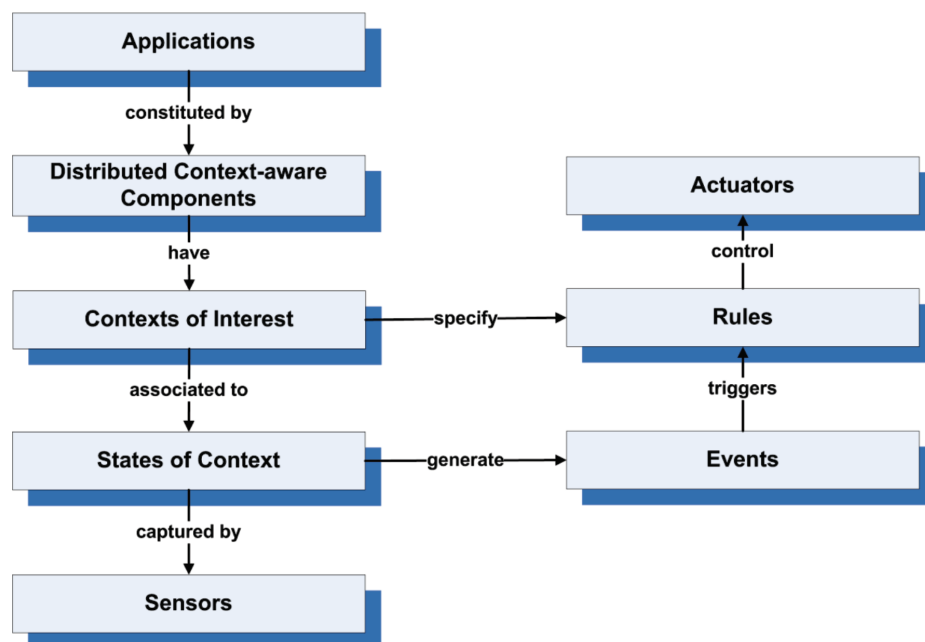 Applications
constituted by
Distributed Context-aware
Components
have
Contexts of Interest
associated to
States of Context
captured by
Sensors
specify
generate
Actuators
control
Rules
triggers
Events